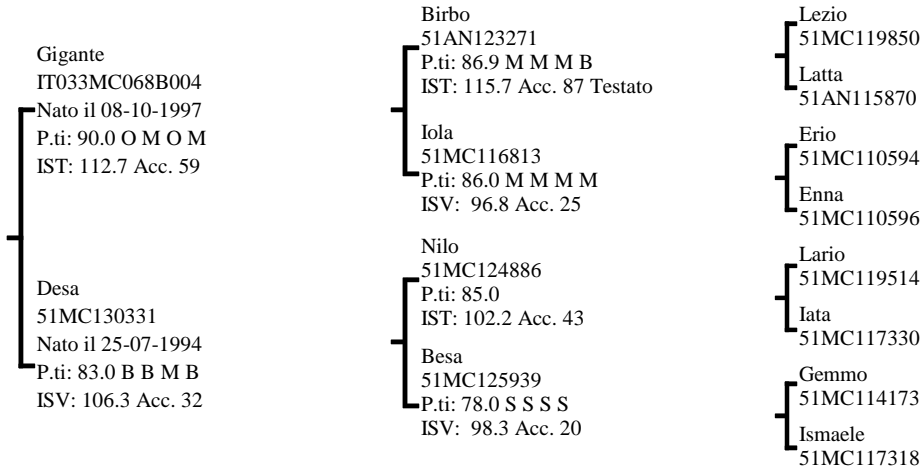 Gigante
IT033MC068B004
Nato il 08-10-1997
P.ti: 90.0 O M O M
IST: 112.7 Acc. 59
Desa
51MC130331
Nato il 25-07-1994
P.ti: 83.0 B B M B
ISV: 106.3 Acc. 32
Birbo
51AN123271
P.ti: 86.9 M M M B
IST: 115.7 Acc. 87 Testato
Iola
51MC116813
P.ti: 86.0 M M M M
ISV: 96.8 Acc. 25
Nilo
51MC124886
P.ti: 85.0
IST: 102.2 Acc. 43
Besa
51MC125939
P.ti: 78.0 S S S S
ISV: 98.3 Acc. 20
Lezio
51MC119850
Latta
51AN115870
Erio
51MC110594
Enna
51MC110596
Lario
51MC119514
Iata
51MC117330
Gemmo
51MC114173
Ismaele
51MC117318